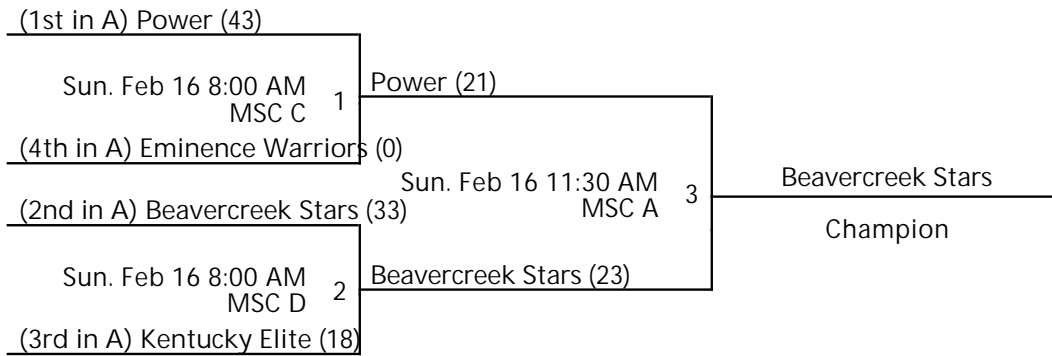 (1st in A) Power (43)
Sun. Feb 16 8:00 AM
MSC C
1
Power (21)
(4th in A) Eminence Warriors (0)
Sun. Feb 16 11:30 AM
MSC A
3
Beavercreek Stars
Champion
(2nd in A) Beavercreek Stars (33)
Sun. Feb 16 8:00 AM
MSC D
2
Beavercreek Stars (23)
(3rd in A) Kentucky Elite (18)